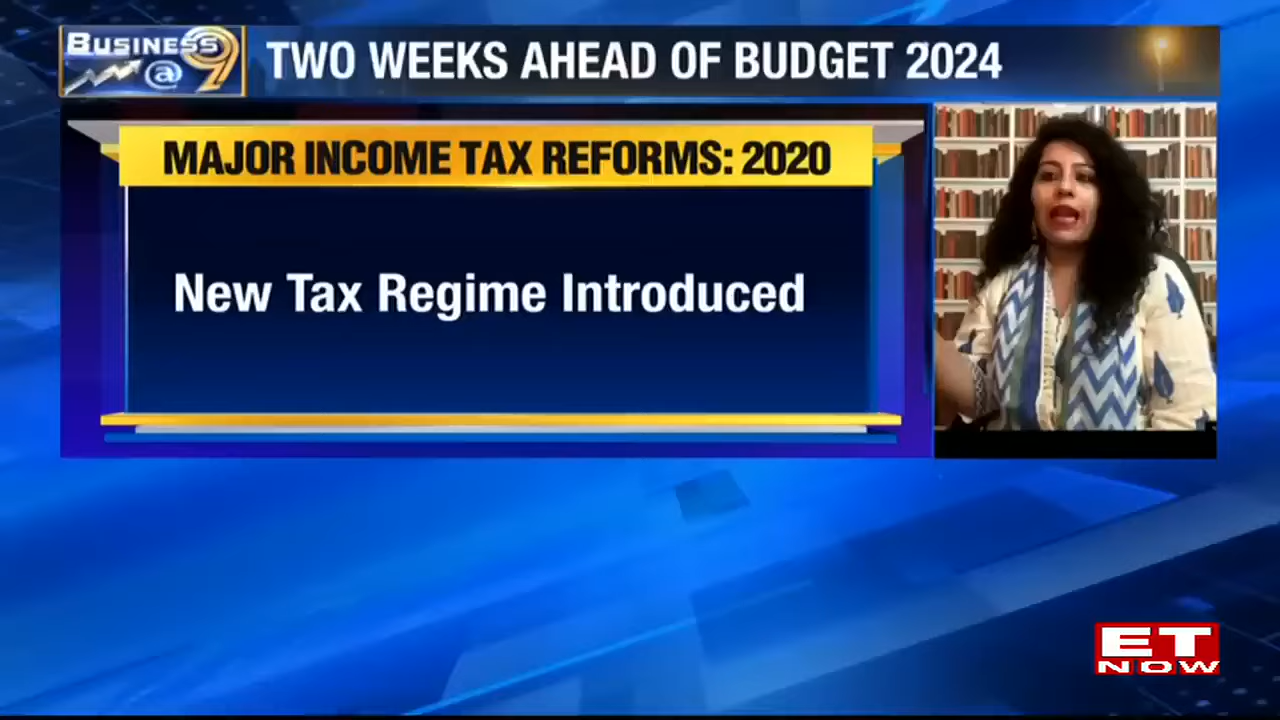 BUSINESS
@9
TWO WEEKS AHEAD OF BUDGET 2024
MAJOR INCOME TAX REFORMS: 2020
New Tax Regime Introduced
ET
NOW